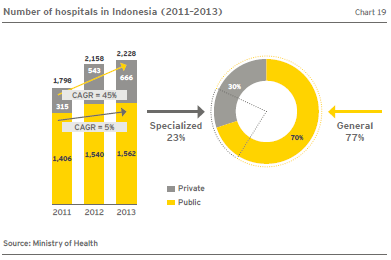 Number of hospitals in Indonesia (2011-2013)
Chart 19
2,228
2,158
1,798
543
666
315
30%
CAGR = 45%
CAGR = 5%
Specialized
23%
General
77%
70%
1,406
1,540
1,562
2011
2012
2013
Private
Public
Source: Ministry of Health